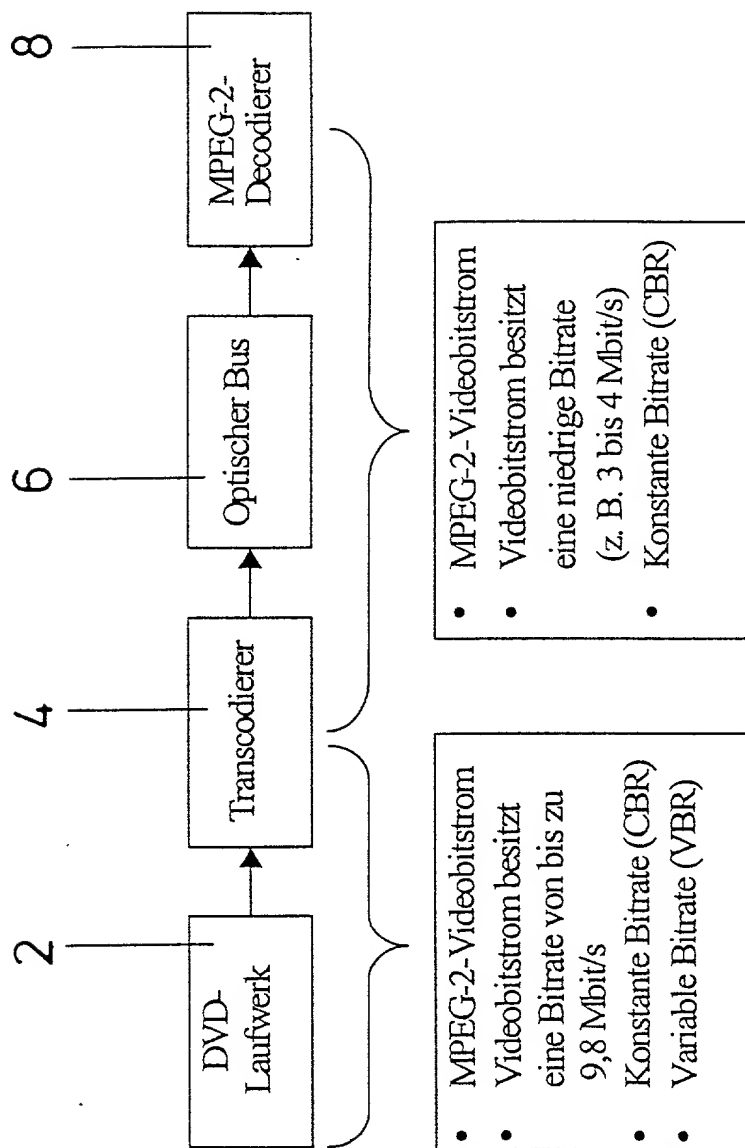 2
4
6
8
DVD-
Laufwerk
Transcodierer
Optischer Bus
MPEG-2-
Decodierer
• MPEG-2-Videobitstrom
• Videobitstrom besitzt
eine Bitrate von bis zu
9,8 Mbit/s
• Konstante Bitrate (CBR)
• Variable Bitrate (VBR)
• MPEG-2-Videobitstrom
• Videobitstrom besitzt
eine niedrige Bitrate
(z. B. 3 bis 4 Mbit/s)
• Konstante Bitrate (CBR)